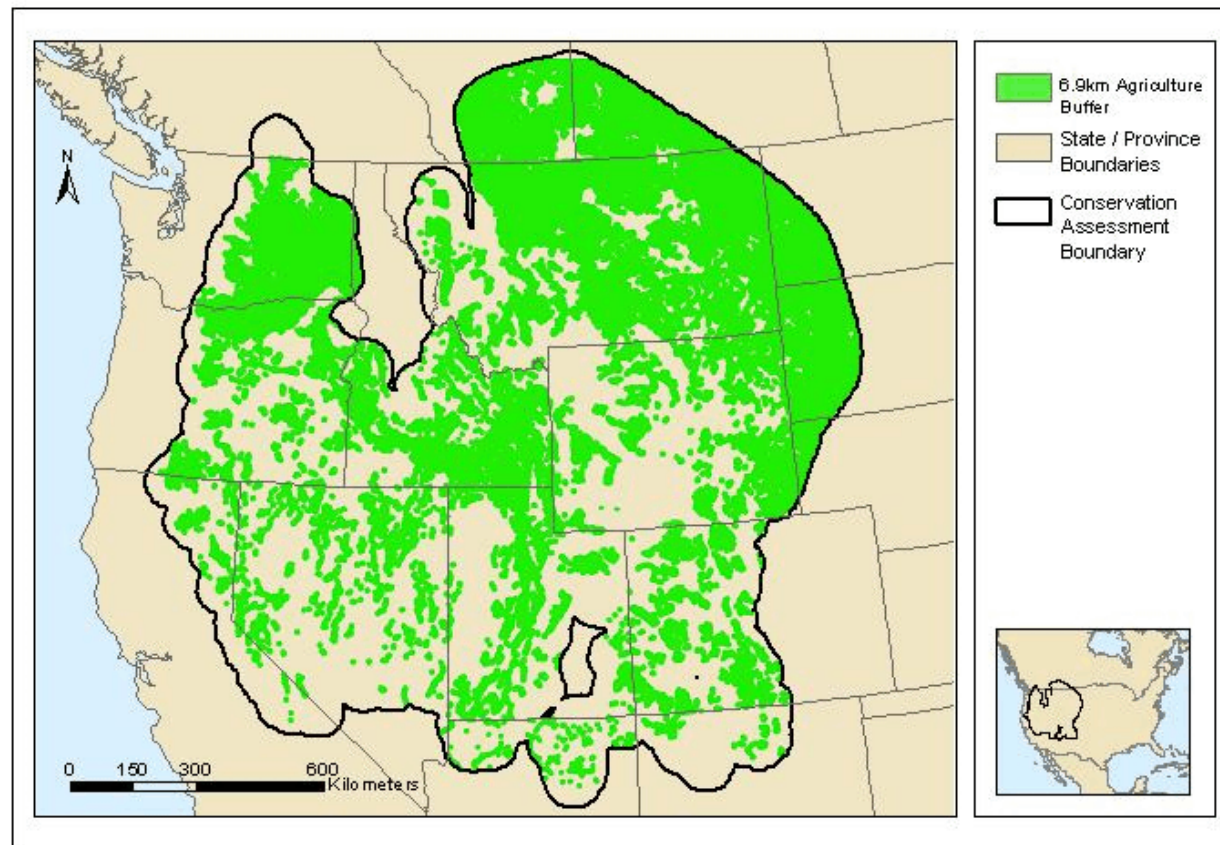 N
0 150 300 600
Kilometers
6.9km Agriculture
Buffer
State / Province
Boundaries
Conservation
Assessment
Boundary